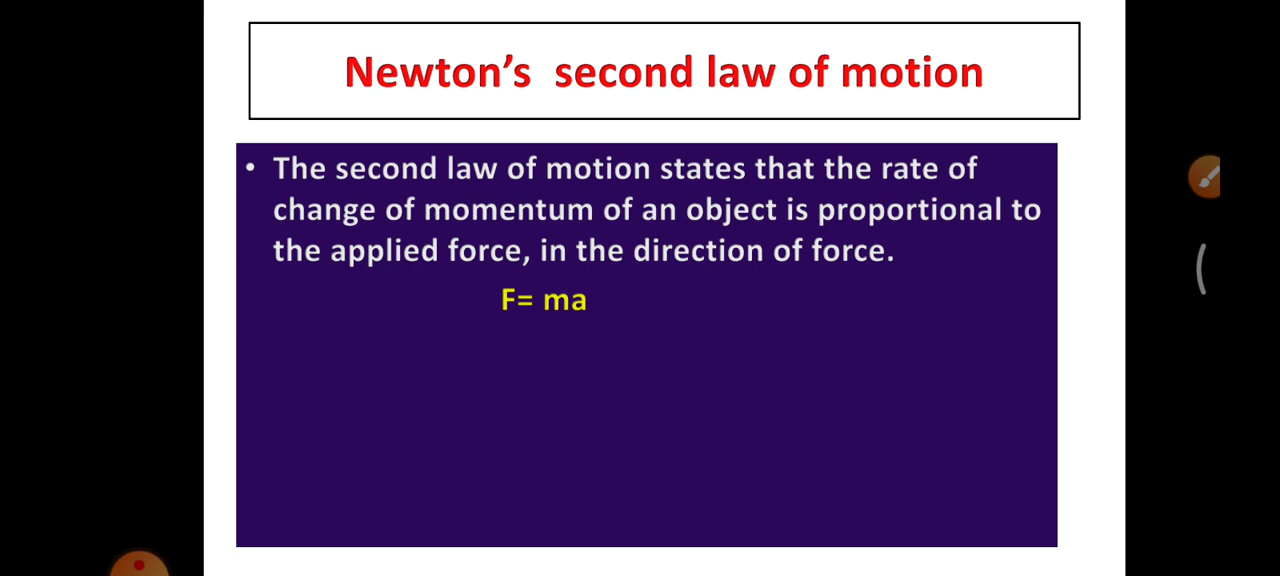 Newton’s  second law of motion
• The second law of motion states that the rate of
change of momentum of an object is proportional to
the applied force, in the direction of force.
F= ma